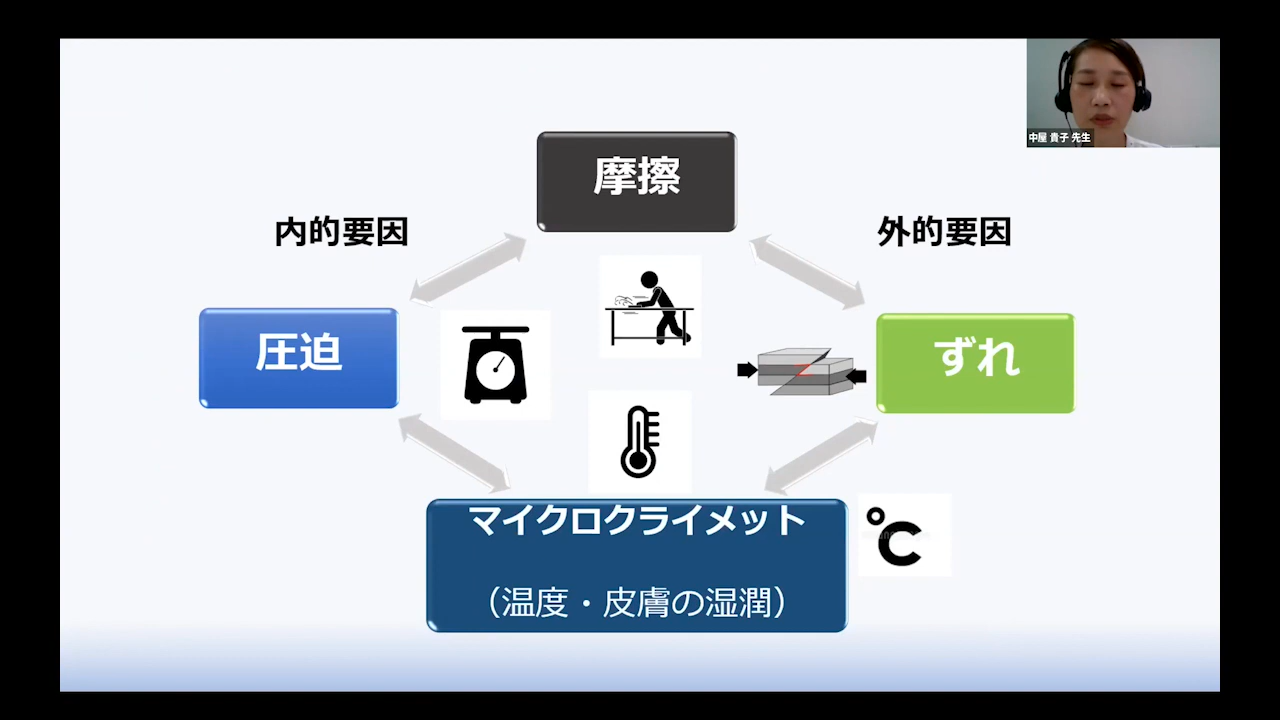 中屋 貴子 先生
摩擦
内的要因
外的要因
圧迫
ずれ
マイクロクライメット
（温度・皮膚の湿潤）
℃